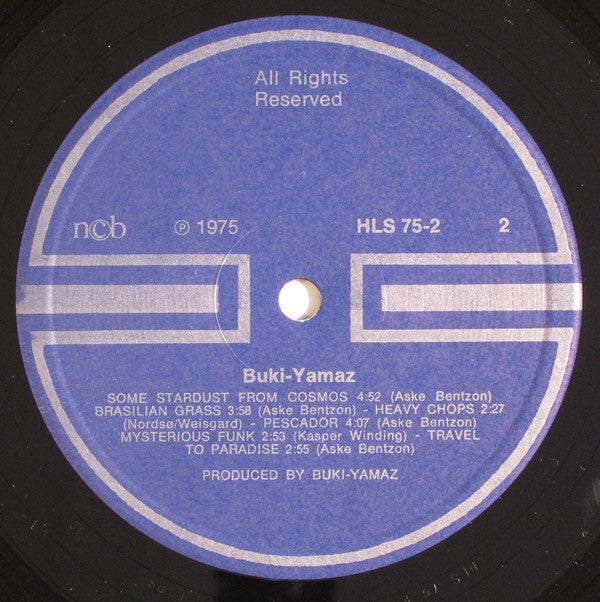 All Rights
Reserved
ncb ℗ 1975 HLS 75-2 2
Buki-Yamaz
SOME STARDUST FROM COSMOS 4:52 (Aske Bentzon)
BRASILIAN GRASS 3:58 (Aske Bentzon) - HEAVY CHOPS 2:27
(Nordsø/Weisgard) - PESCADOR 4:07 (Aske Bentzon)
MYSTERIOUS FUNK 2:53 (Kasper Winding) - TRAVEL
TO PARADISE 2:55 (Aske Bentzon)
PRODUCED BY BUKI-YAMAZ